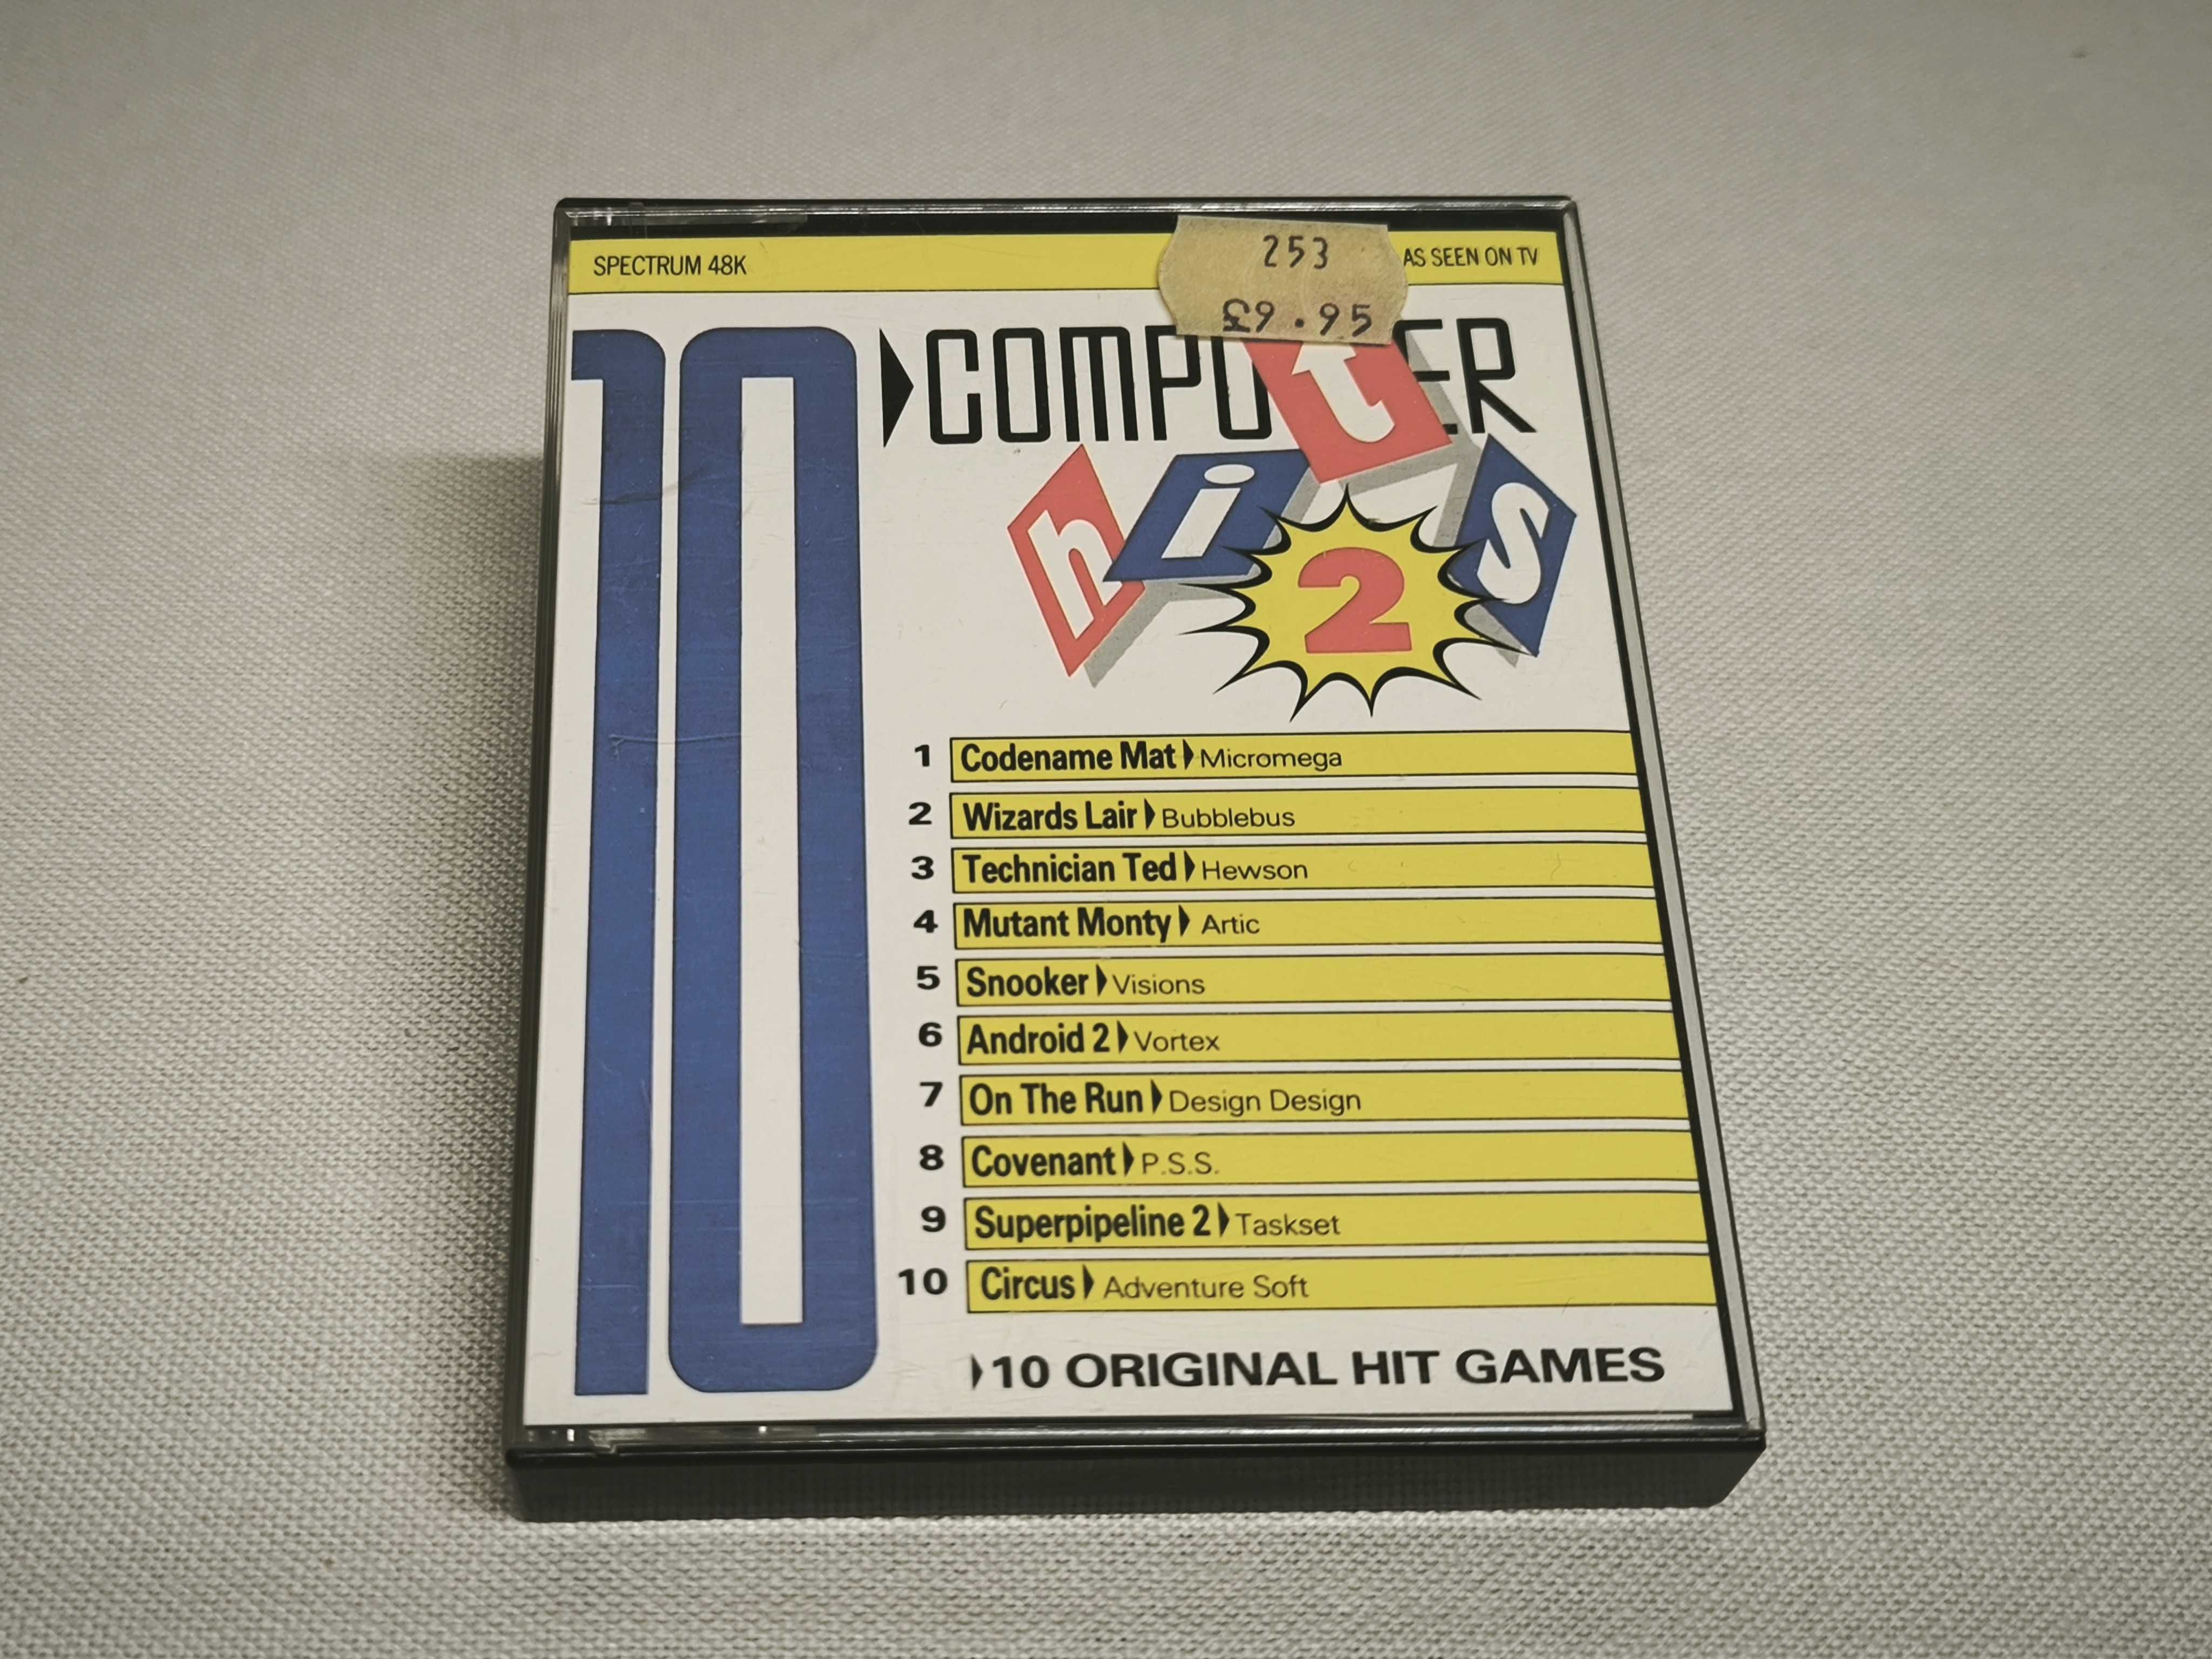 SPECTRUM 48K
253
£9.95
AS SEEN ON TV
10
COMPUTER
hits
2
1 Codename Mat Micromega
2 Wizards Lair Bubblebus
3 Technician Ted Hewson
4 Mutant Monty Artic
5 Snooker Visions
6 Android 2 Vortex
7 On The Run Design Design
8 Covenant P.S.S.
9 Superpipeline 2 Taskset
10 Circus Adventure Soft
10 ORIGINAL HIT GAMES